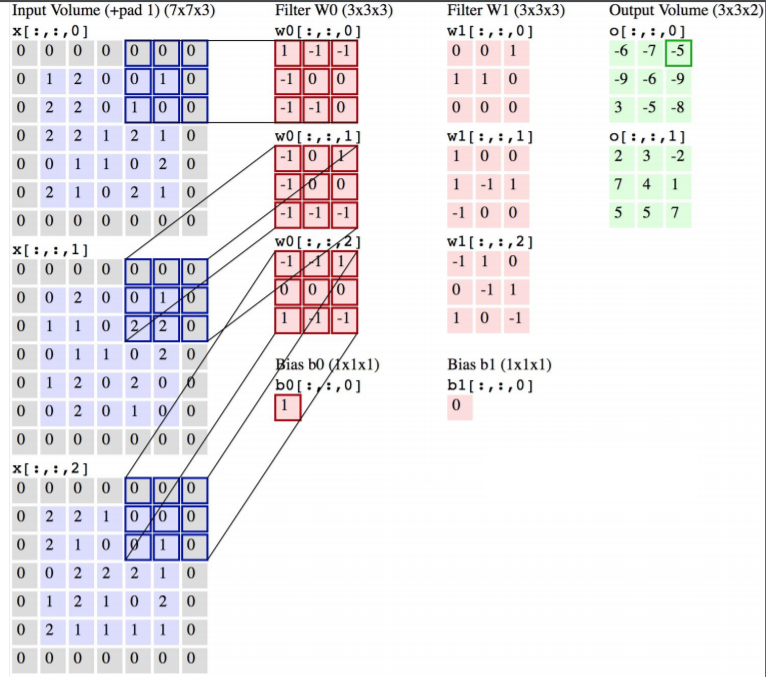 Input Volume (+pad 1) (7x7x3)
x[:,:,0]
0 0 0 0 0 0 0
0 1 2 0 0 1 0
0 2 2 0 1 0 0
0 2 2 1 2 1 0
0 0 1 1 0 2 0
0 2 1 0 2 1 0
0 0 0 0 0 0 0
x[:,:,1]
0 0 0 0 0 0 0
0 0 2 0 0 1 0
0 1 1 0 2 2 0
0 0 1 1 0 2 0
0 1 2 0 2 0 0
0 0 2 0 1 0 0
0 0 0 0 0 0 0
x[:,:,2]
0 0 0 0 0 0 0
0 2 2 1 0 0 0
0 2 1 0 0 1 0
0 0 2 2 2 1 0
0 1 2 1 0 2 0
0 2 1 1 1 1 0
0 0 0 0 0 0 0
Filter W0 (3x3x3)
w0[:,:,0]
1 -1 -1
-1 0 0
-1 -1 0
w0[:,:,1]
-1 0 1
-1 0 0
-1 -1 -1
w0[:,:,2]
-1 -1 1
0 0 0
1 -1 -1
Bias b0 (1x1x1)
b0[:,:,0]
1
Filter W1 (3x3x3)
w1[:,:,0]
0 0 1
1 1 0
0 0 0
w1[:,:,1]
1 0 0
1 -1 1
-1 0 0
w1[:,:,2]
-1 1 0
0 -1 1
1 0 -1
Bias b1 (1x1x1)
b1[:,:,0]
0
Output Volume (3x3x2)
o[:,:,0]
-6 -7 -5
-9 -6 -9
3 -5 -8
o[:,:,1]
2 3 -2
7 4 1
5 5 7